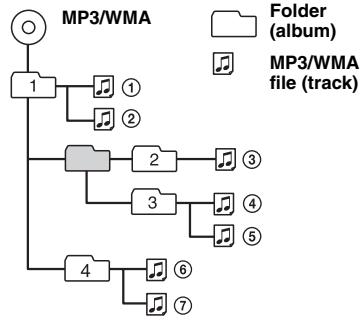 MP3/WMA
Folder
(album)
MP3/WMA
file (track)
1
①
②
2
③
3
④
⑤
4
⑥
⑦